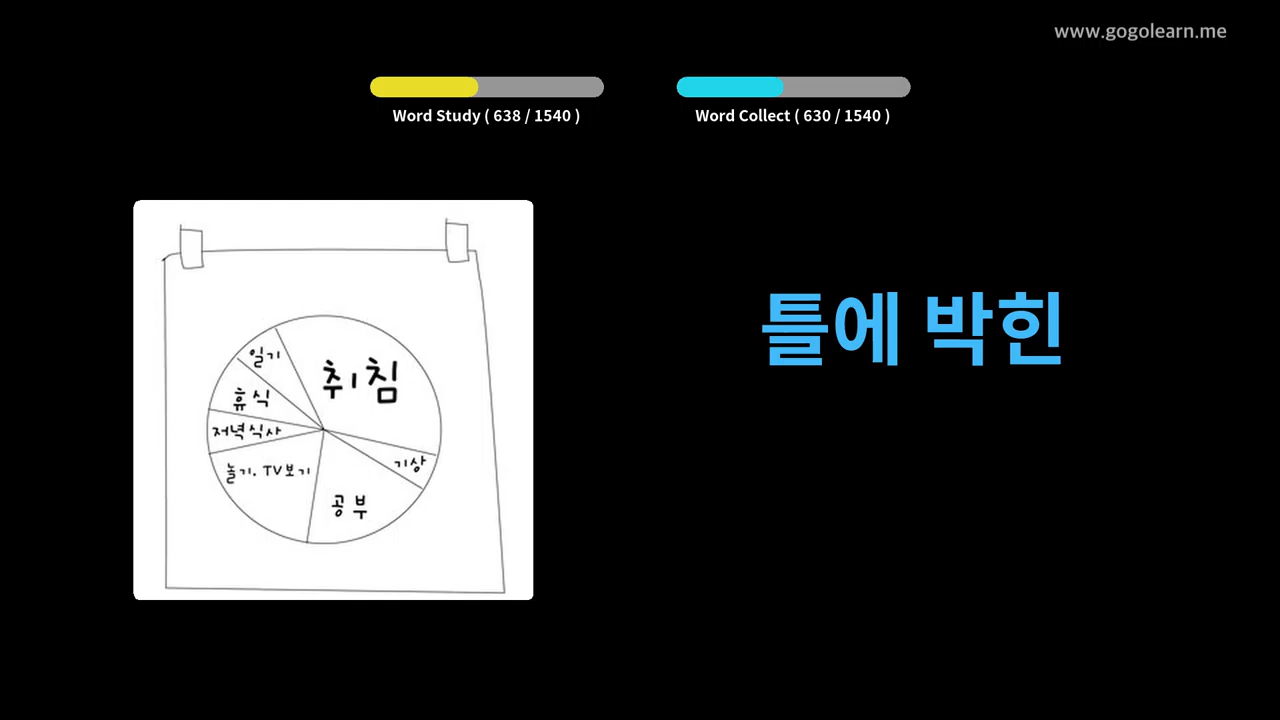 www.gogolearn.me
Word Study ( 638 / 1540 )
Word Collect ( 630 / 1540 )
일기
취침
휴식
저녁식사
기상
놀기. TV보기
공부
틀에 박힌